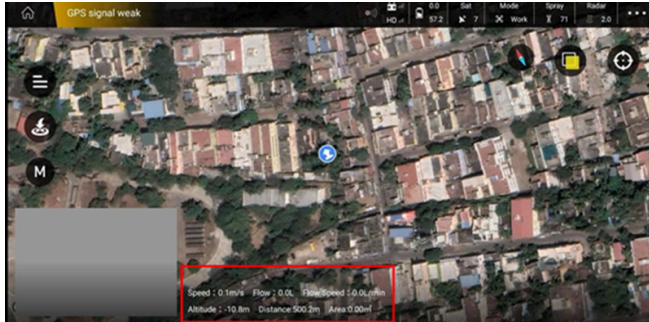 GPS signal weak
HD
0.0
57.2
Sat
7
Mode
Work
Spray
71
Radar
2.0
M
Speed : 0.1m/s Flow : 0.0L Flow Speed : 0.0L/min
Altitude : -10.8m Distance:500.2m Area:0.00㎡